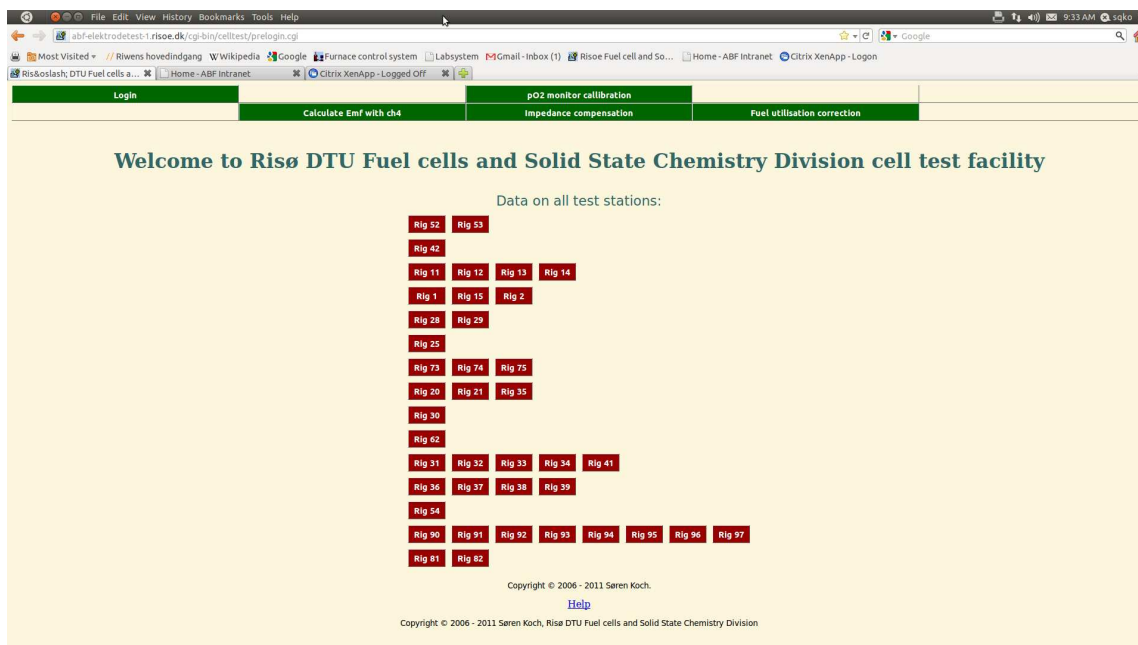 File Edit View History Bookmarks Tools Help 9:33 AM sqko
abf-elektrodetest-1.risoe.dk/cgi-bin/celltest/prelogin.cgi Google
Most Visited Riwens hovedindgang Wikipedia Google Furnace control system Labsystem Gmail - Inbox (1) Risoe Fuel cell and So... Home - ABF Intranet Citrix XenApp - Logon
Ris&oslash; DTU Fuel cells a... Home - ABF Intranet Citrix XenApp - Logged Off
Login pO2 monitor callibration
Calculate Emf with ch4 Impedance compensation Fuel utilisation correction
Welcome to Risø DTU Fuel cells and Solid State Chemistry Division cell test facility
Data on all test stations:
Rig 52 Rig 53
Rig 42
Rig 11 Rig 12 Rig 13 Rig 14
Rig 1 Rig 15 Rig 2
Rig 28 Rig 29
Rig 25
Rig 73 Rig 74 Rig 75
Rig 20 Rig 21 Rig 35
Rig 30
Rig 62
Rig 31 Rig 32 Rig 33 Rig 34 Rig 41
Rig 36 Rig 37 Rig 38 Rig 39
Rig 54
Rig 90 Rig 91 Rig 92 Rig 93 Rig 94 Rig 95 Rig 96 Rig 97
Rig 81 Rig 82
Copyright © 2006 - 2011 Søren Koch.
Help
Copyright © 2006 - 2011 Søren Koch, Risø DTU Fuel cells and Solid State Chemistry Division